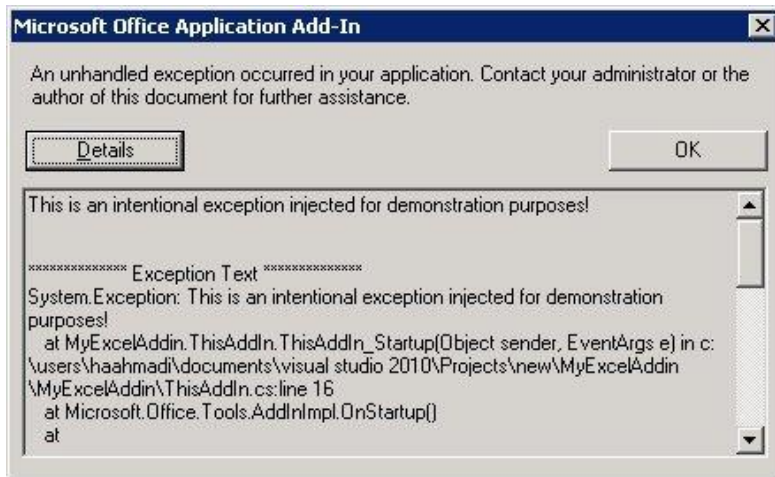 Microsoft Office Application Add-In
An unhandled exception occurred in your application. Contact your administrator or the
author of this document for further assistance.
Details
OK
This is an intentional exception injected for demonstration purposes!
************** Exception Text **************
System.Exception: This is an intentional exception injected for demonstration
purposes!
at MyExcelAddin.ThisAddIn.ThisAddIn_Startup(Object sender, EventArgs e) in c:
\users\haahmadi\documents\visual studio 2010\Projects\new\MyExcelAddin
\MyExcelAddin\ThisAddIn.cs:line 16
at Microsoft.Office.Tools.AddInImpl.OnStartup()
at